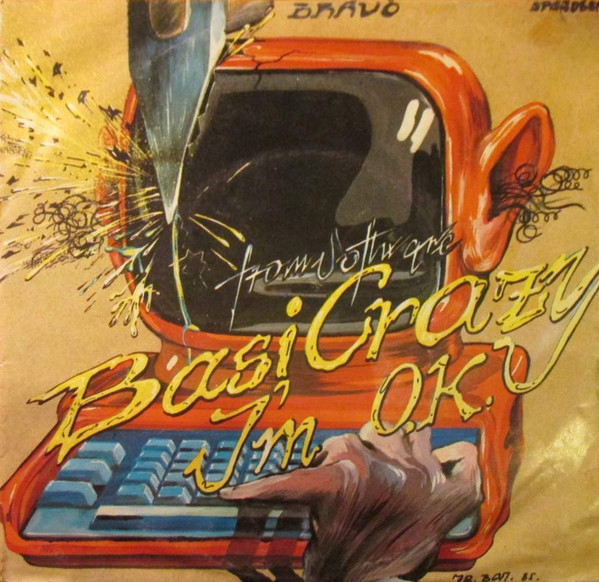 BRAVO
from software
BasiCrazy
I'm O.K.